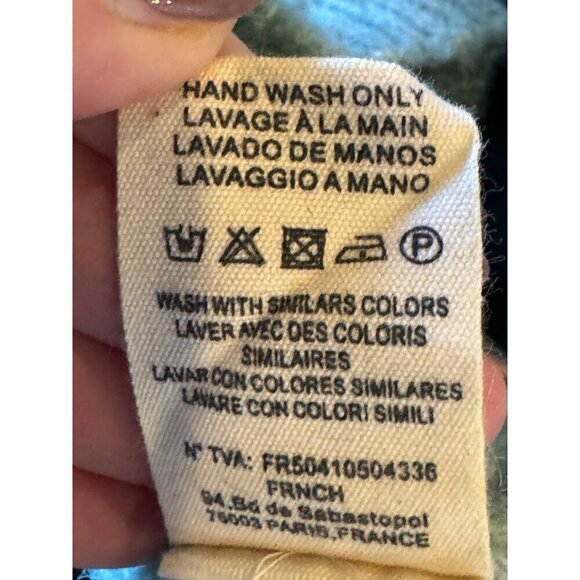 HAND WASH ONLY
LAVAGE À LA MAIN
LAVADO DE MANOS
LAVAGGIO A MANO
P
WASH WITH SIMILARS COLORS
LAVER AVEC DES COLORIS
SIMILAIRES
LAVAR CON COLORES SIMILARES
LAVARE CON COLORI SIMILI
N° TVA: FR50410504336
FRNCH
94.Bd de Sébastopol
75003 PARIS, FRANCE